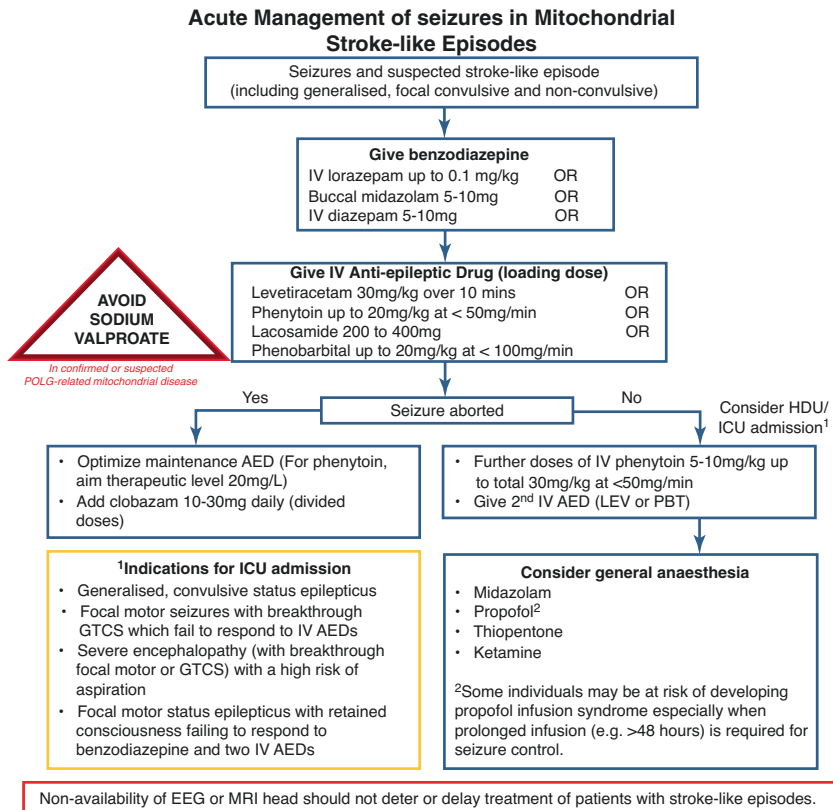 Acute Management of seizures in Mitochondrial
Stroke-like Episodes
Seizures and suspected stroke-like episode
(including generalised, focal convulsive and non-convulsive)
Give benzodiazepine
IV lorazepam up to 0.1 mg/kg OR
Buccal midazolam 5-10mg OR
IV diazepam 5-10mg OR
Give IV Anti-epileptic Drug (loading dose)
Levetiracetam 30mg/kg over 10 mins OR
Phenytoin up to 20mg/kg at < 50mg/min OR
Lacosamide 200 to 400mg OR
Phenobarbital up to 20mg/kg at < 100mg/min
AVOID
SODIUM
VALPROATE
In confirmed or suspected
POLG-related mitochondrial disease
Yes
Seizure aborted
No
Consider HDU/
ICU admission¹
• Optimize maintenance AED (For phenytoin,
aim therapeutic level 20mg/L)
• Add clobazam 10-30mg daily (divided
doses)
• Further doses of IV phenytoin 5-10mg/kg up
to total 30mg/kg at <50mg/min
• Give 2nd IV AED (LEV or PBT)
¹Indications for ICU admission
• Generalised, convulsive status epilepticus
• Focal motor seizures with breakthrough
GTCS which fail to respond to IV AEDs
• Severe encephalopathy (with breakthrough
focal motor or GTCS) with a high risk of
aspiration
• Focal motor status epilepticus with retained
consciousness failing to respond to
benzodiazepine and two IV AEDs
Consider general anaesthesia
• Midazolam
• Propofol²
• Thiopentone
• Ketamine
²Some individuals may be at risk of developing
propofol infusion syndrome especially when
prolonged infusion (e.g. >48 hours) is required for
seizure control.
Non-availability of EEG or MRI head should not deter or delay treatment of patients with stroke-like episodes.